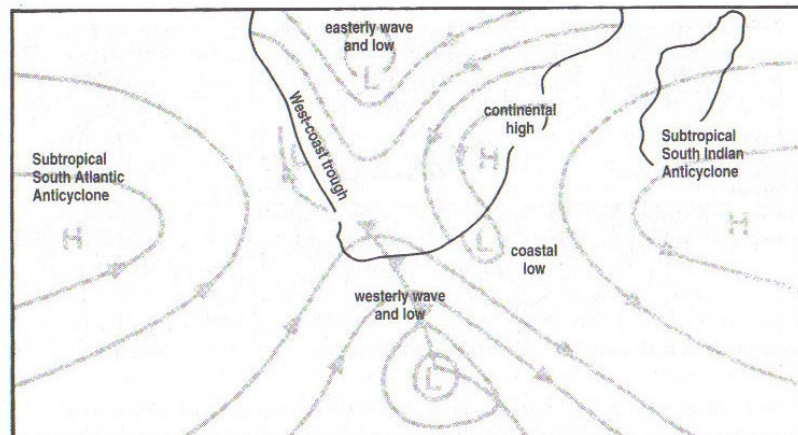 easterly wave
and low
L
West-coast trough
L
continental
high
H
Subtropical
South Atlantic
Anticyclone
H
Subtropical
South Indian
Anticyclone
H
L
coastal
low
westerly wave
and low
L